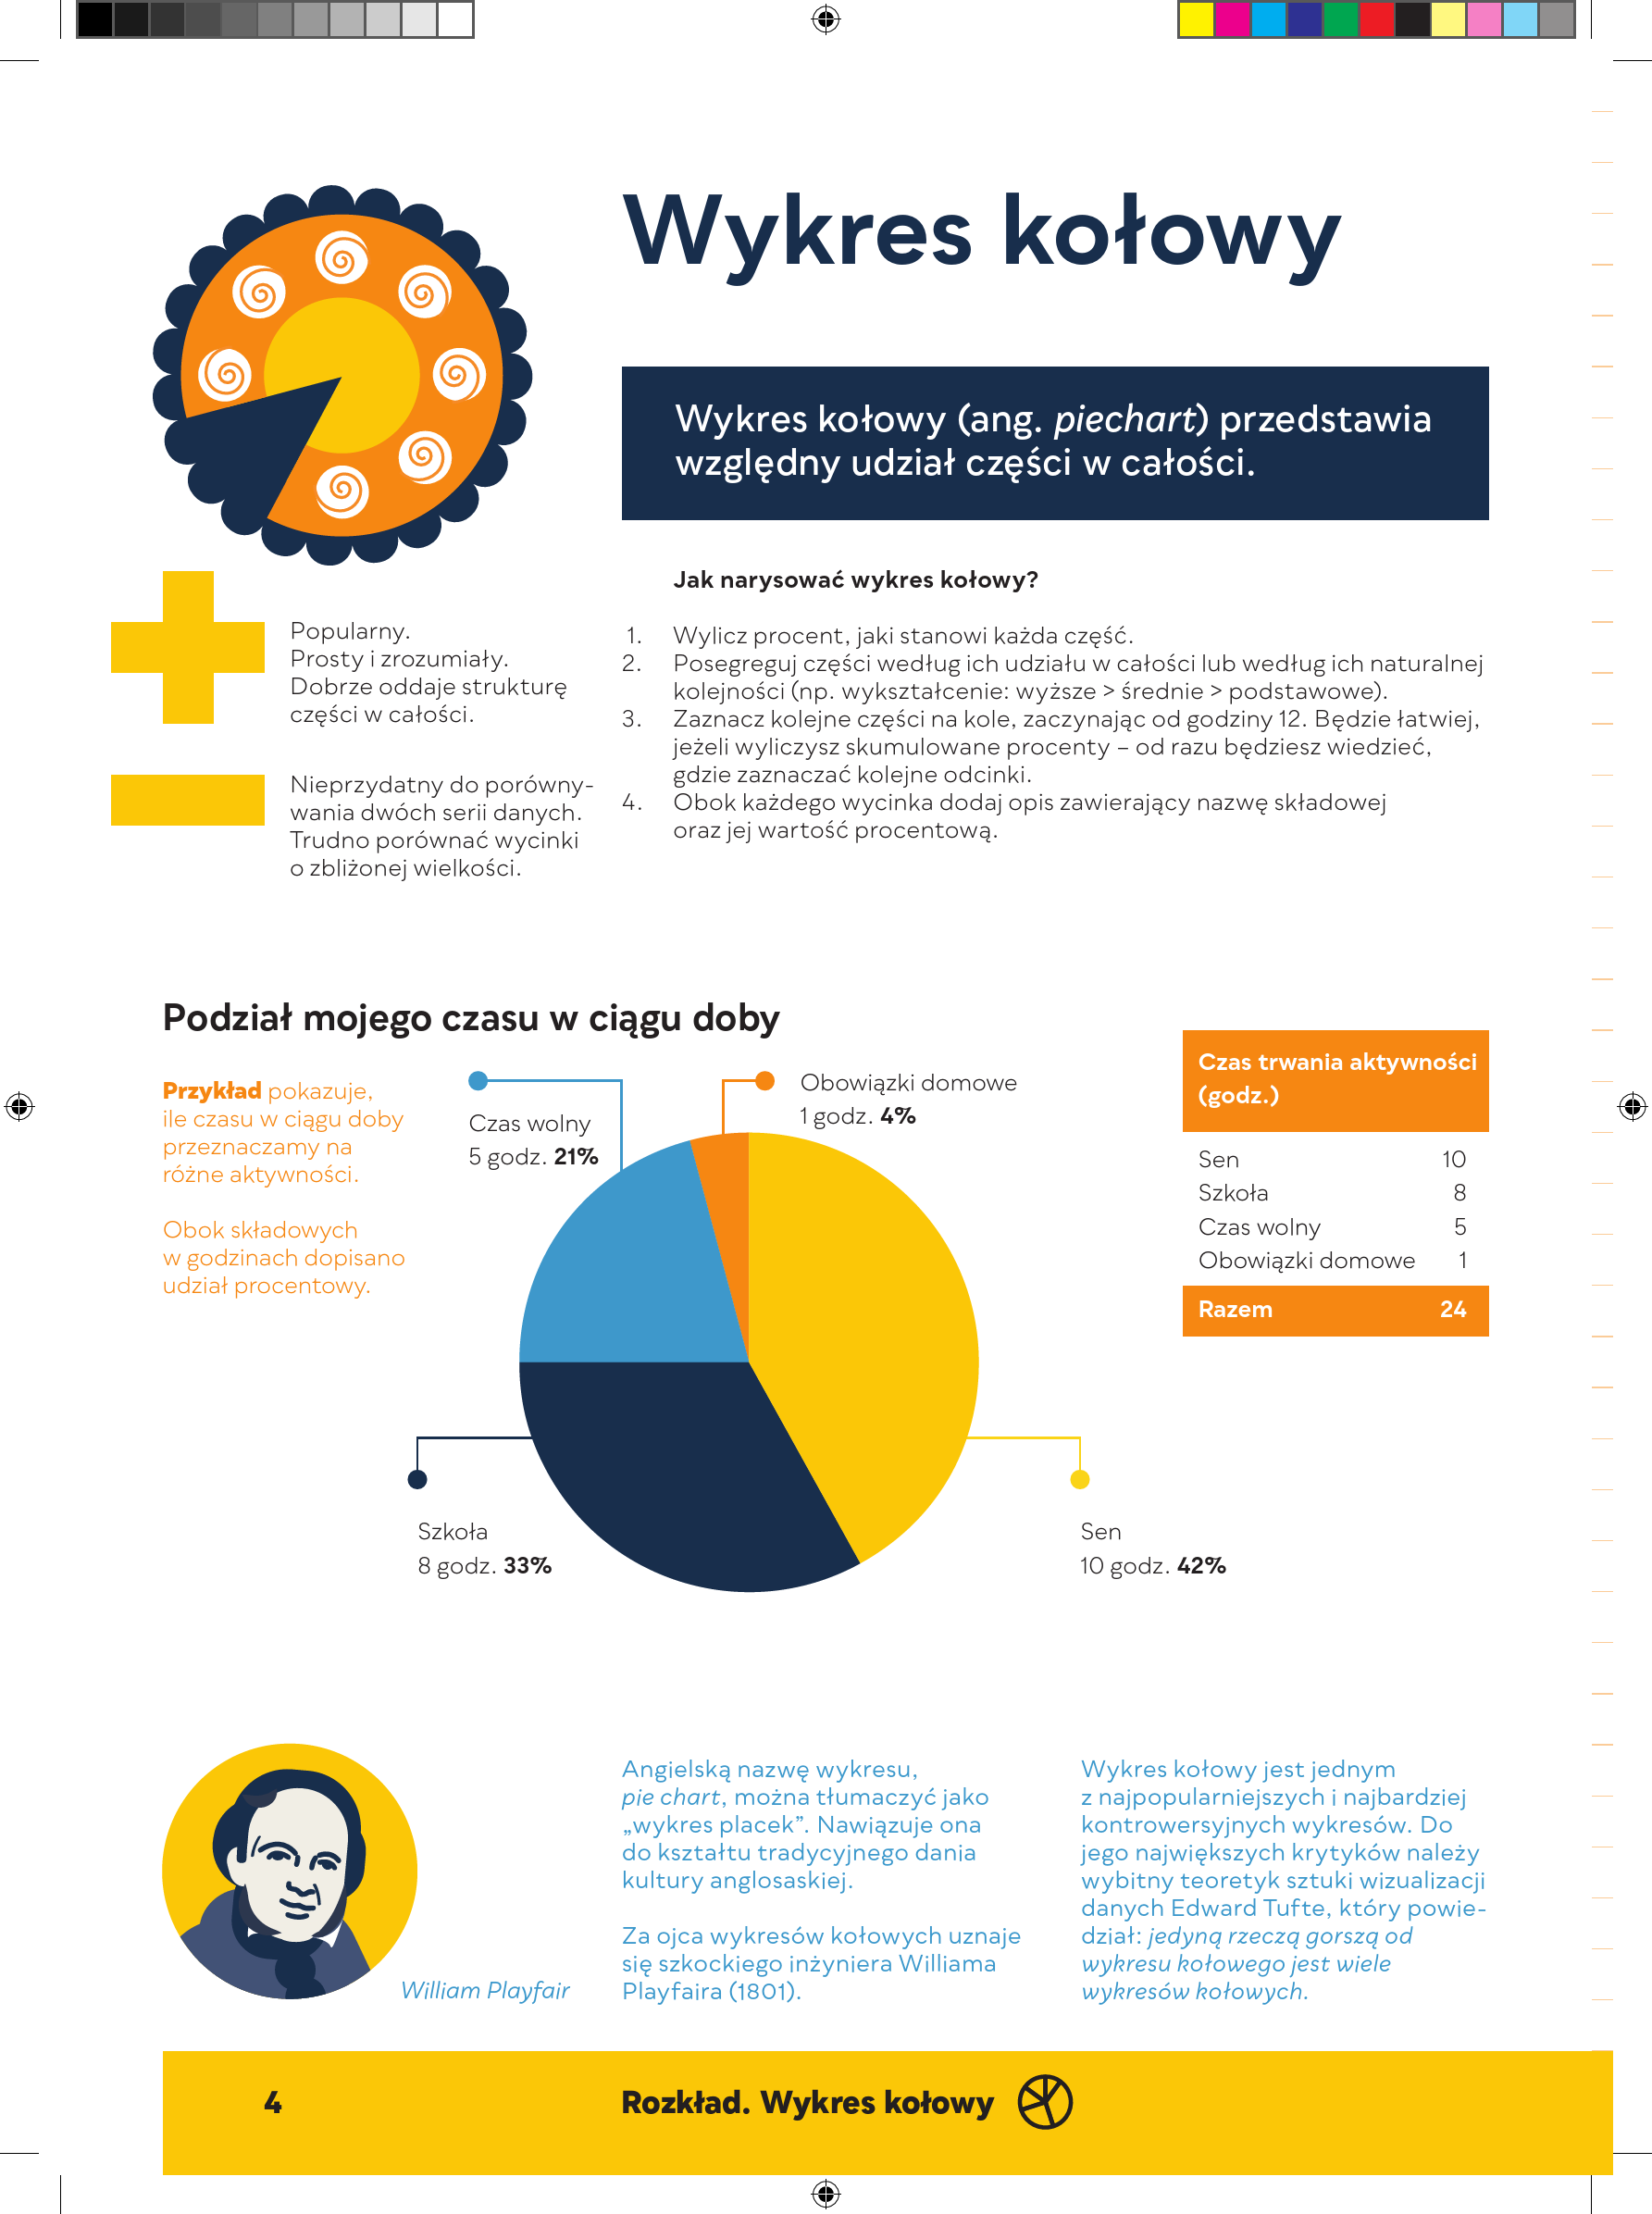 Wykres kołowy
Wykres kołowy (ang. piechart) przedstawia
względny udział części w całości.
Popularny.
Prosty i zrozumiały.
Dobrze oddaje strukturę
części w całości.
Nieprzydatny do porówny-
wania dwóch serii danych.
Trudno porównać wycinki
o zbliżonej wielkości.
Jak narysować wykres kołowy?
1. Wylicz procent, jaki stanowi każda część.
2. Posegreguj części według ich udziału w całości lub według ich naturalnej
kolejności (np. wykształcenie: wyższe > średnie > podstawowe).
3. Zaznacz kolejne części na kole, zaczynając od godziny 12. Będzie łatwiej,
jeżeli wyliczysz skumulowane procenty – od razu będziesz wiedzieć,
gdzie zaznaczać kolejne odcinki.
4. Obok każdego wycinka dodaj opis zawierający nazwę składowej
oraz jej wartość procentową.
Podział mojego czasu w ciągu doby
Przykład pokazuje,
ile czasu w ciągu doby
przeznaczamy na
różne aktywności.
Obok składowych
w godzinach dopisano
udział procentowy.
Czas wolny
5 godz. 21%
Obowiązki domowe
1 godz. 4%
Szkoła
8 godz. 33%
Sen
10 godz. 42%
Czas trwania aktywności
(godz.)
Sen 10
Szkoła 8
Czas wolny 5
Obowiązki domowe 1
Razem 24
William Playfair
Angielską nazwę wykresu,
pie chart, można tłumaczyć jako
„wykres placek”. Nawiązuje ona
do kształtu tradycyjnego dania
kultury anglosaskiej.
Za ojca wykresów kołowych uznaje
się szkockiego inżyniera Williama
Playfaira (1801).
Wykres kołowy jest jednym
z najpopularniejszych i najbardziej
kontrowersyjnych wykresów. Do
jego największych krytyków należy
wybitny teoretyk sztuki wizualizacji
danych Edward Tufte, który powie-
dział: jedyną rzeczą gorszą od
wykresu kołowego jest wiele
wykresów kołowych.
4
Rozkład. Wykres kołowy